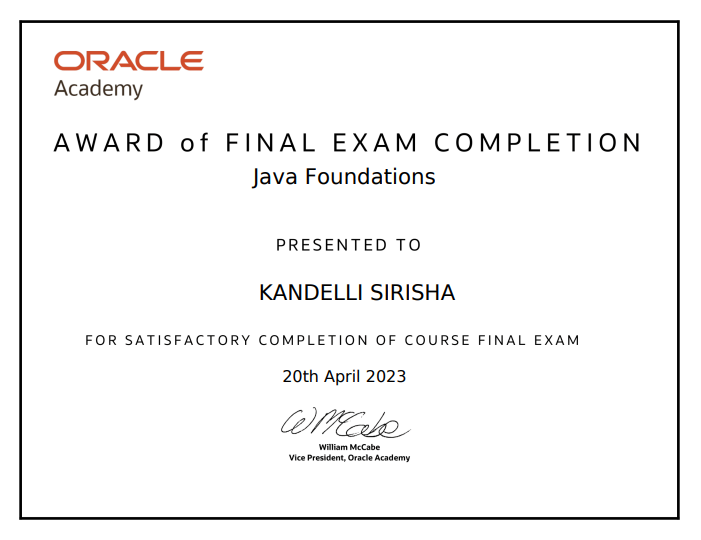 ORACLE
Academy
AWARD of FINAL EXAM COMPLETION
Java Foundations
PRESENTED TO
KANDELLI SIRISHA
FOR SATISFACTORY COMPLETION OF COURSE FINAL EXAM
20th April 2023
W McCabe
William McCabe
Vice President, Oracle Academy